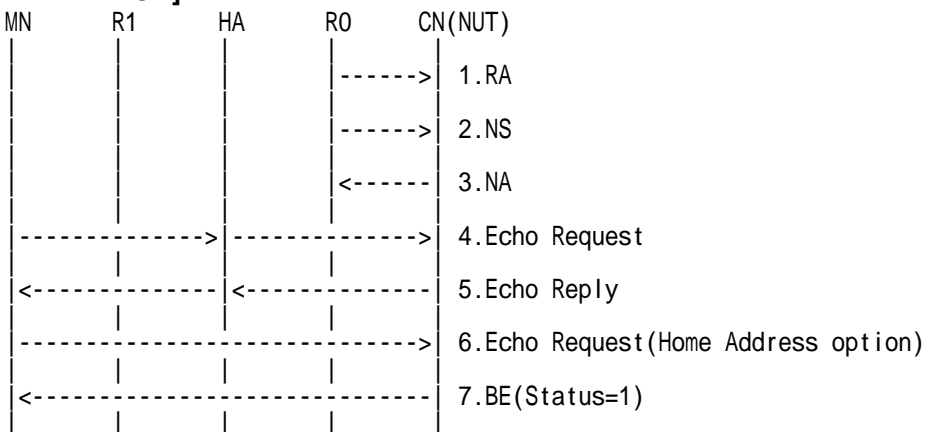 MN R1 HA R0 CN(NUT)
1.RA
2.NS
3.NA
4.Echo Request
5.Echo Reply
6.Echo Request(Home Address option)
7.BE(Status=1)